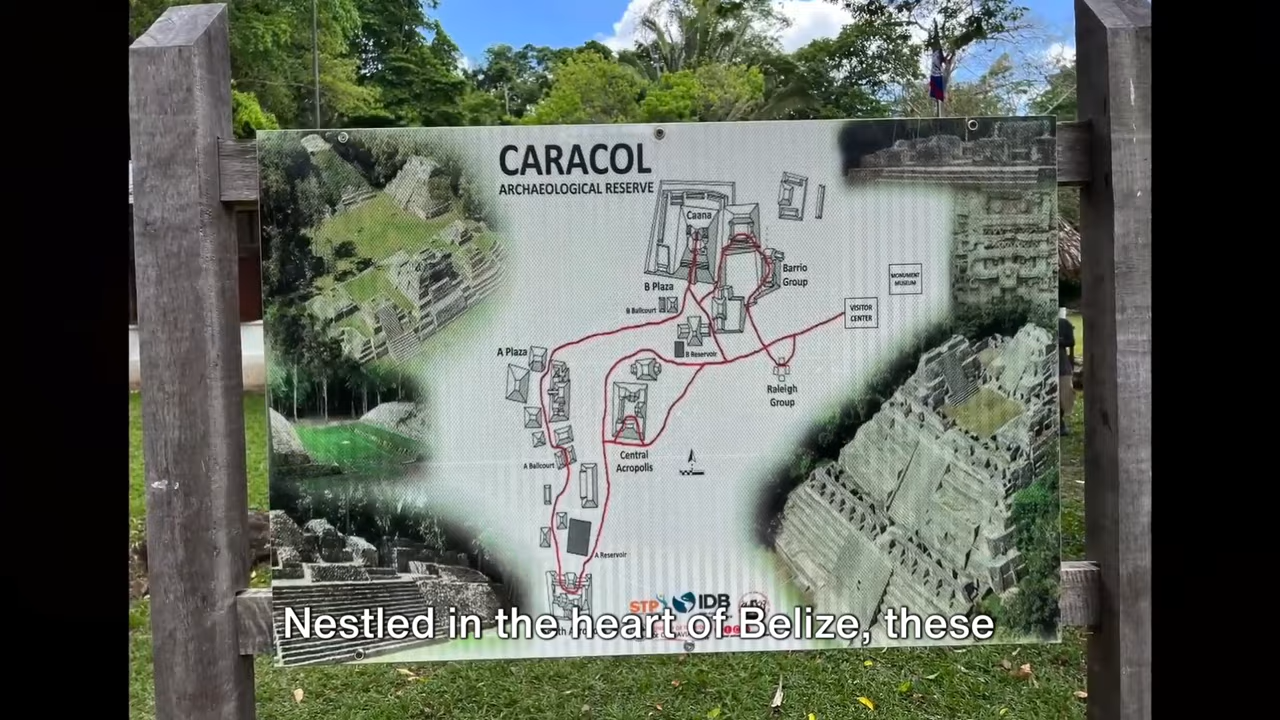 CARACOL
ARCHAEOLOGICAL RESERVE
Caana
Barrio
Group
B Plaza
MONUMENT
MUSEUM
B Ballcourt
VISITOR
CENTER
A Plaza
B Reservoir
Raleigh
Group
Central
Acropolis
A Ballcourt
A Reservoir
STP IDB
Nestled in the heart of Belize, these